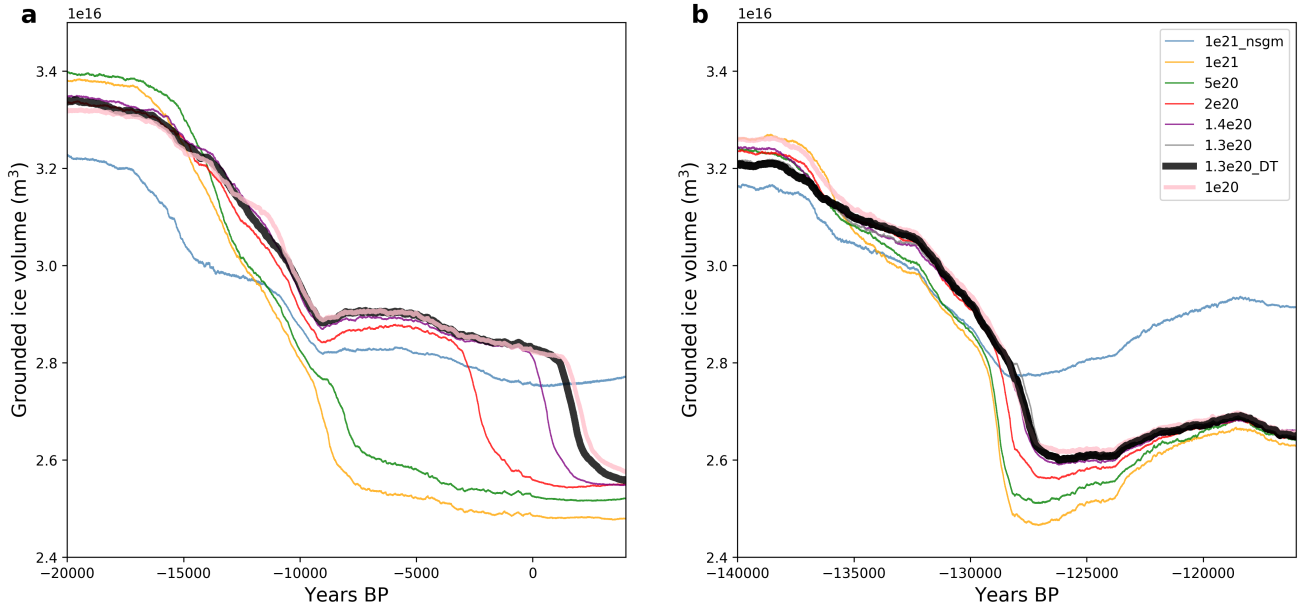 a
1e16
Grounded ice volume (m³)
3.4
3.2
3.0
2.8
2.6
2.4
−20000
−15000
−10000
−5000
0
Years BP
b
1e16
Grounded ice volume (m³)
3.4
3.2
3.0
2.8
2.6
2.4
−140000
−135000
−130000
−125000
−120000
Years BP
1e21_nsgm
1e21
5e20
2e20
1.4e20
1.3e20
1.3e20_DT
1e20